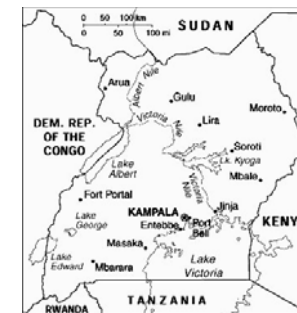 0 50 100 km
0 50 100 mi
SUDAN
Arua
Albert Nile
Gulu
Moroto
DEM. REP.
OF THE
CONGO
Victoria
Nile
Lira
Soroti
Lk. Kyoga
Lake
Albert
Mbale
Victoria
Nile
Fort Portal
KAMPALA
Jinja
KENY
Lake
George
Entebbe
Port
Bell
Masaka
Lake
Edward
Mbarara
Lake
Victoria
RWANDA
TANZANIA